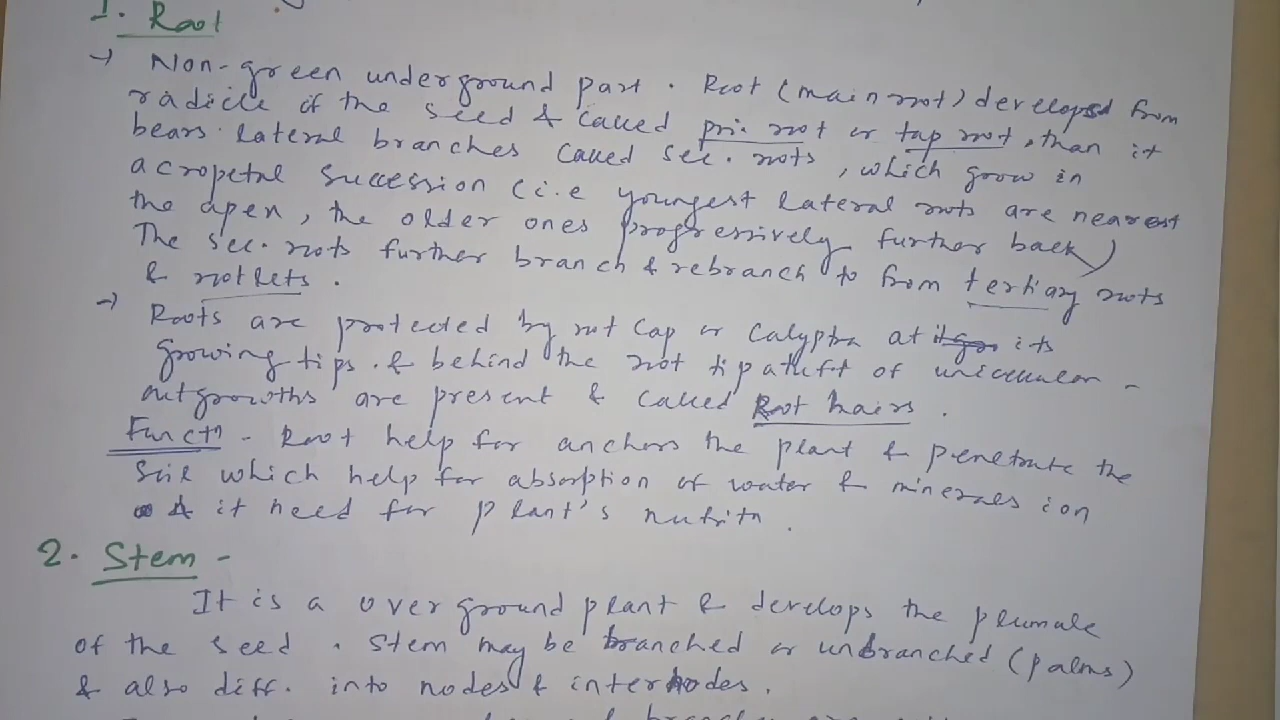 1. Root
→ Non-green underground part. Root (main root) developed from
radicle of the seed & called pri. root or tap root, than it
bears lateral branches called sec. roots, which grow in
acropetal succession (i.e youngest lateral roots are nearest
the apex, the older ones progressively further back)
The sec. roots further branch & rebranch to from tertiary roots
& rootlets.
→ Roots are protected by root cap or calyptra at its
growing tips. & behind the root tip a tuft of unicellular -
outgrowths are present & called Root hairs.
Functn - Root help for anchors the plant & penetrate the
soil which help for absorption of water & minerals ion
& it need for plant's nutritn.
2. Stem -
It is a over ground plant & develops the plumule
of the seed. Stem may be branched or unbranched (palms)
& also diff. into nodes & internodes.